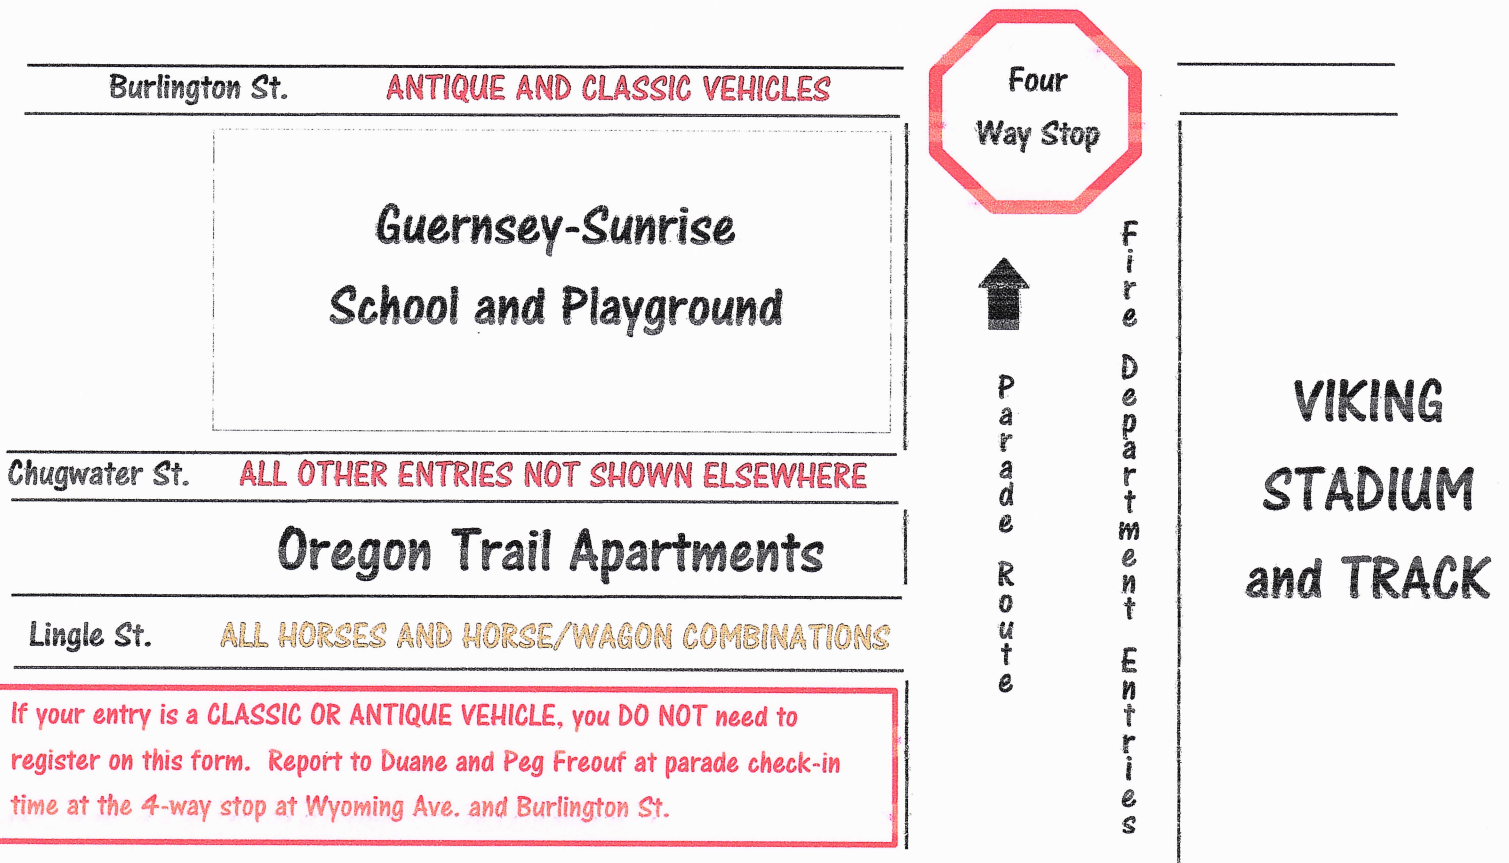 Burlington St. ANTIQUE AND CLASSIC VEHICLES
Four
Way Stop
Guernsey-Sunrise
School and Playground
Chugwater St. ALL OTHER ENTRIES NOT SHOWN ELSEWHERE
Oregon Trail Apartments
Lingle St. ALL HORSES AND HORSE/WAGON COMBINATIONS
If your entry is a CLASSIC OR ANTIQUE VEHICLE, you DO NOT need to
register on this form. Report to Duane and Peg Freouf at parade check-in
time at the 4-way stop at Wyoming Ave. and Burlington St.
Parade Route
Fire Department Entries
VIKING
STADIUM
and TRACK